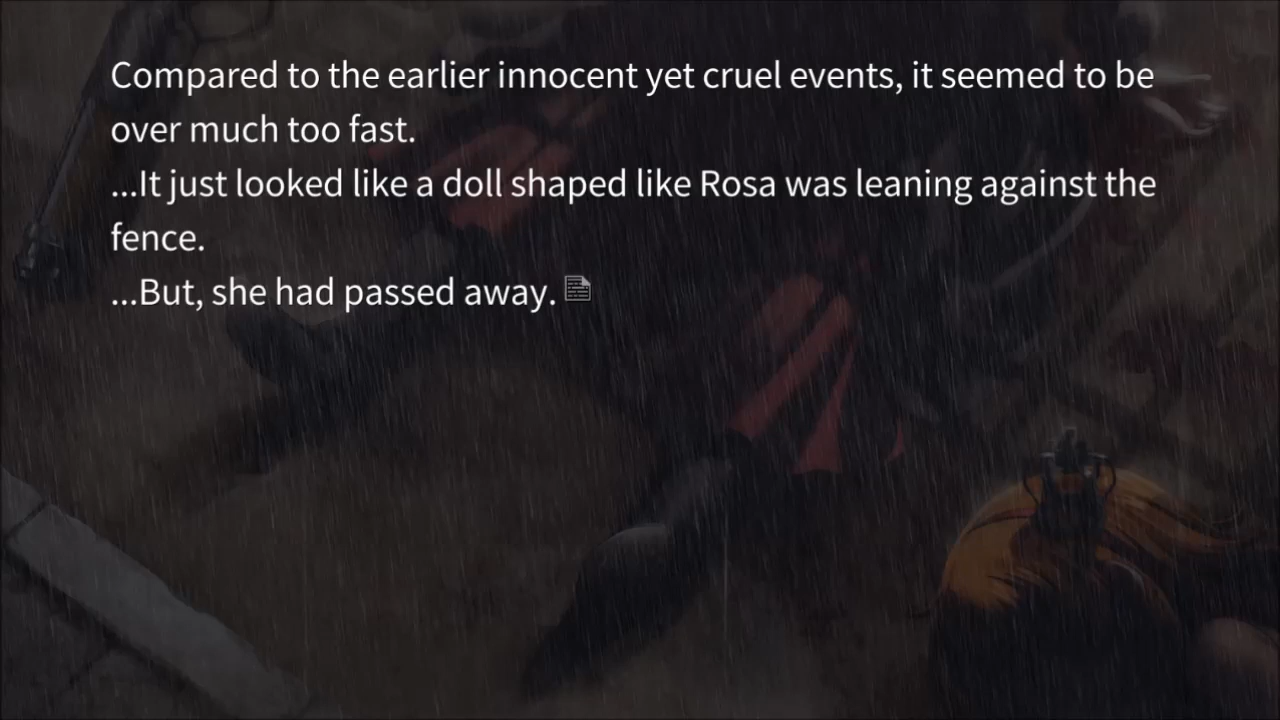 Compared to the earlier innocent yet cruel events, it seemed to be
over much too fast.
...It just looked like a doll shaped like Rosa was leaning against the
fence.
...But, she had passed away.